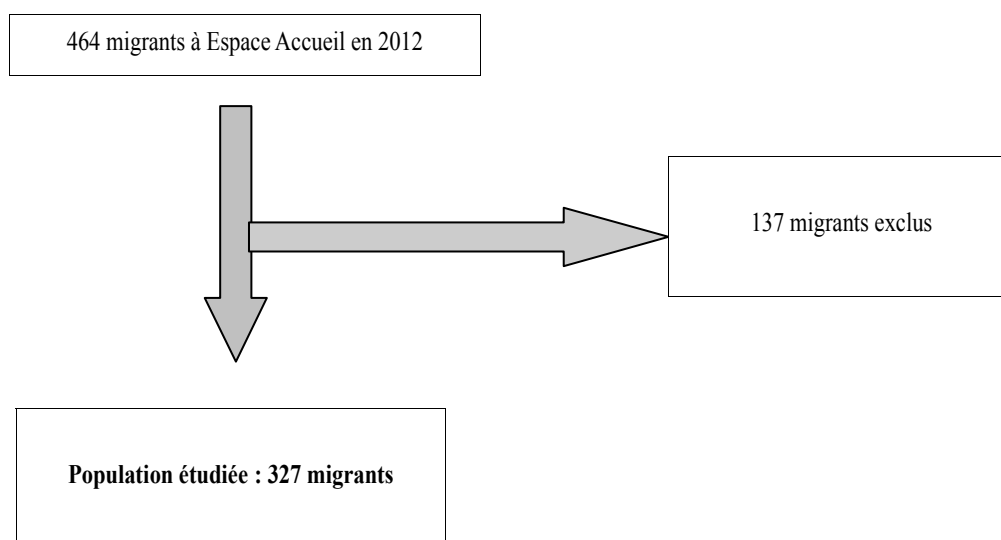 464 migrants à Espace Accueil en 2012
137 migrants exclus
Population étudiée : 327 migrants